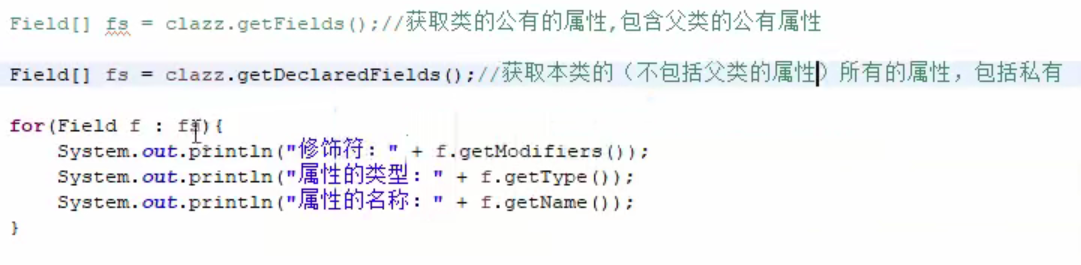 Field[] fs = clazz.getFields();//获取类的公有的属性,包含父类的公有属性
Field[] fs = clazz.getDeclaredFields();//获取本类的（不包括父类的属性）所有的属性，包括私有
for(Field f : fs){
    System.out.println("修饰符：" + f.getModifiers());
    System.out.println("属性的类型：" + f.getType());
    System.out.println("属性的名称：" + f.getName());
}